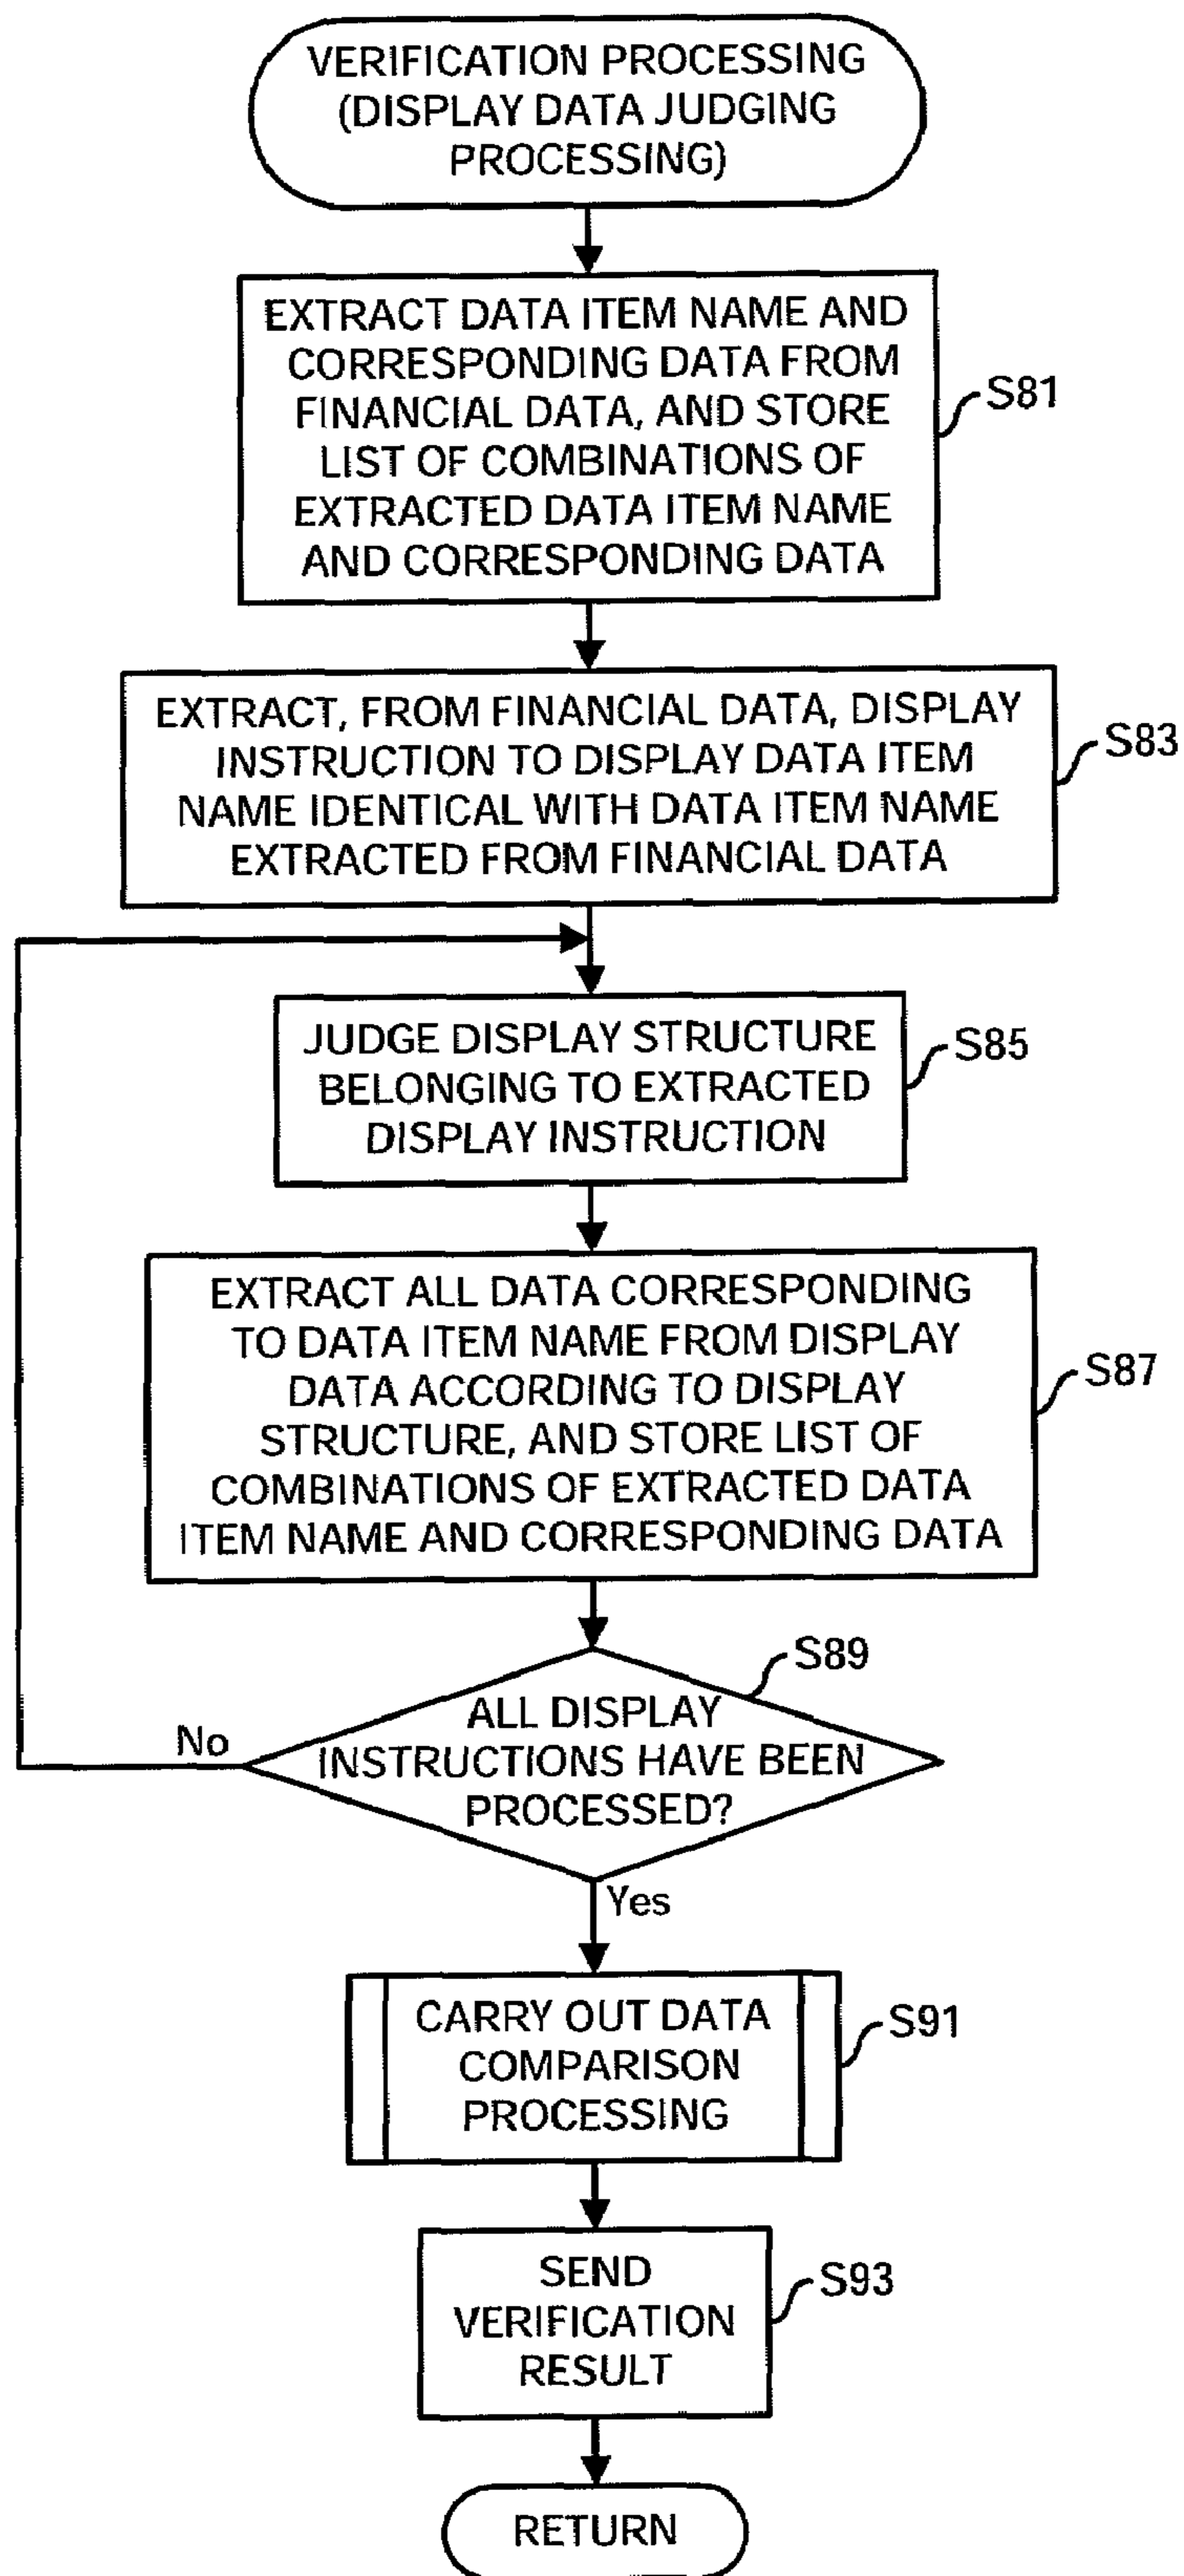 VERIFICATION PROCESSING
(DISPLAY DATA JUDGING
PROCESSING)
EXTRACT DATA ITEM NAME AND
CORRESPONDING DATA FROM
FINANCIAL DATA, AND STORE
LIST OF COMBINATIONS OF
EXTRACTED DATA ITEM NAME
AND CORRESPONDING DATA
S81
EXTRACT, FROM FINANCIAL DATA, DISPLAY
INSTRUCTION TO DISPLAY DATA ITEM
NAME IDENTICAL WITH DATA ITEM NAME
EXTRACTED FROM FINANCIAL DATA
S83
JUDGE DISPLAY STRUCTURE
BELONGING TO EXTRACTED
DISPLAY INSTRUCTION
S85
EXTRACT ALL DATA CORRESPONDING
TO DATA ITEM NAME FROM DISPLAY
DATA ACCORDING TO DISPLAY
STRUCTURE, AND STORE LIST OF
COMBINATIONS OF EXTRACTED DATA
ITEM NAME AND CORRESPONDING DATA
S87
S89
ALL DISPLAY
INSTRUCTIONS HAVE BEEN
PROCESSED?
No
Yes
CARRY OUT DATA
COMPARISON
PROCESSING
S91
SEND
VERIFICATION
RESULT
S93
RETURN